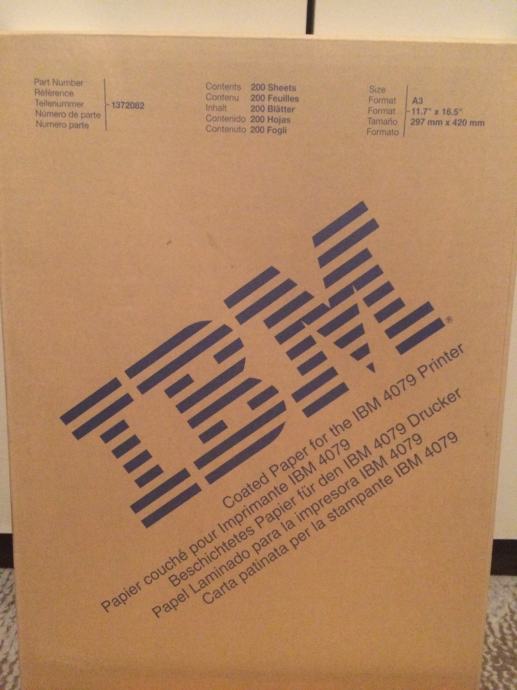 Part Number
Référence
Teilenummer
Número de parte
Numero parte
1372082
Contents 200 Sheets
Contenu 200 Feuilles
Inhalt 200 Blätter
Contenido 200 Hojas
Contenuto 200 Fogli
Size
Format
Format
Tamaño
Formato
A3
11.7" x 16.5"
297 mm x 420 mm
IBM®
Coated Paper for the IBM 4079 Printer
Papier couché pour Imprimante IBM 4079
Beschichtetes Papier für den IBM 4079 Drucker
Papel Laminado para la impresora IBM 4079
Carta patinata per la stampante IBM 4079